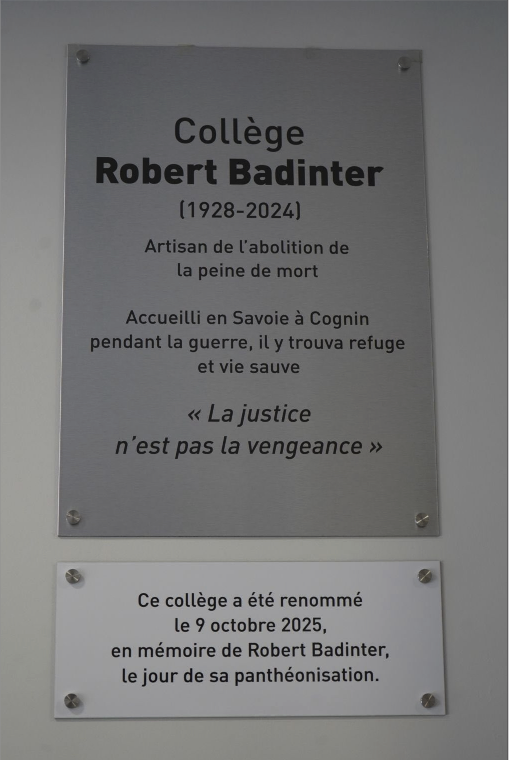 Collège
Robert Badinter
(1928-2024)
Artisan de l'abolition de
la peine de mort
Accueilli en Savoie à Cognin
pendant la guerre, il y trouva refuge
et vie sauve
« La justice
n'est pas la vengeance »
Ce collège a été renommé
le 9 octobre 2025,
en mémoire de Robert Badinter,
le jour de sa panthéonisation.